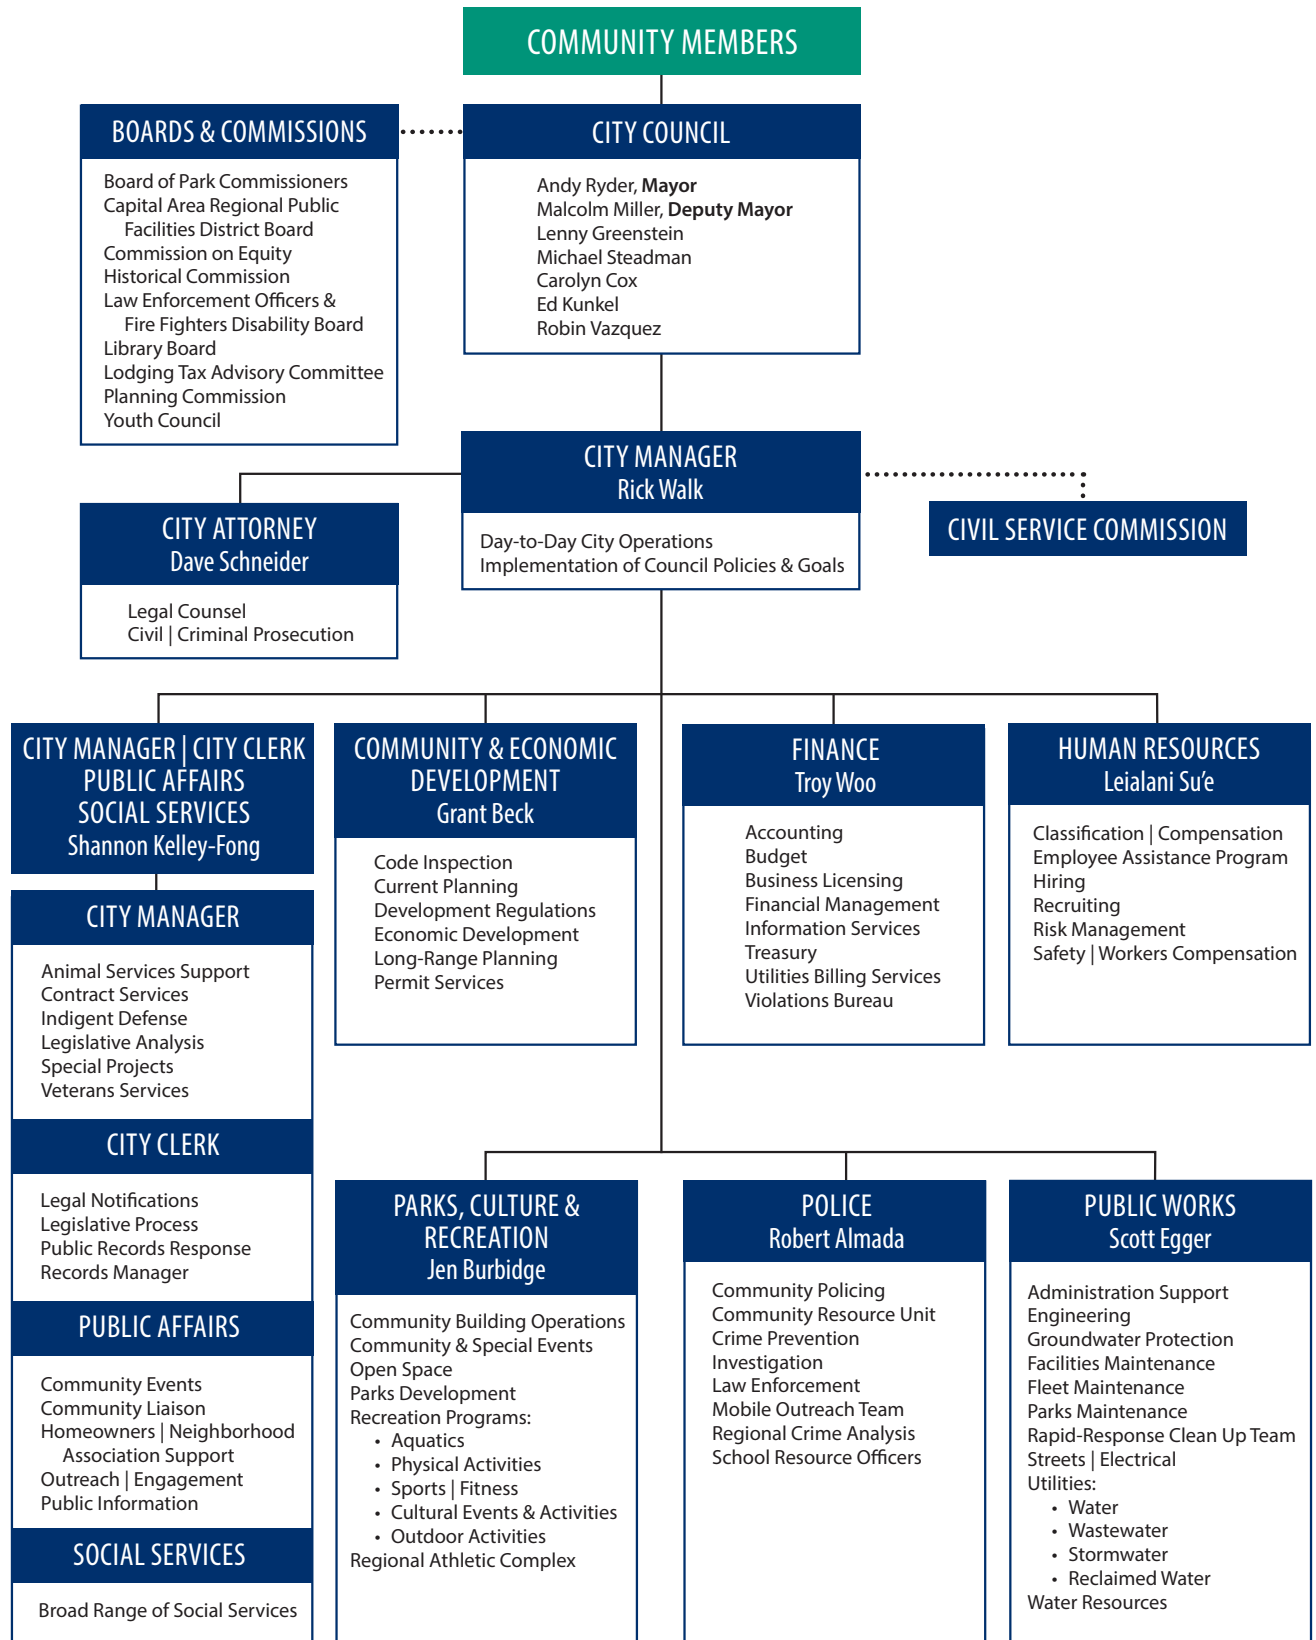 COMMUNITY MEMBERS
BOARDS & COMMISSIONS
Board of Park Commissioners
Capital Area Regional Public
Facilities District Board
Commission on Equity
Historical Commission
Law Enforcement Officers &
Fire Fighters Disability Board
Library Board
Lodging Tax Advisory Committee
Planning Commission
Youth Council
CITY COUNCIL
Andy Ryder, Mayor
Malcolm Miller, Deputy Mayor
Lenny Greenstein
Michael Steadman
Carolyn Cox
Ed Kunkel
Robin Vazquez
CITY MANAGER
Rick Walk
Day-to-Day City Operations
Implementation of Council Policies & Goals
CITY ATTORNEY
Dave Schneider
Legal Counsel
Civil | Criminal Prosecution
CIVIL SERVICE COMMISSION
CITY MANAGER | CITY CLERK
PUBLIC AFFAIRS
SOCIAL SERVICES
Shannon Kelley-Fong
CITY MANAGER
Animal Services Support
Contract Services
Indigent Defense
Legislative Analysis
Special Projects
Veterans Services
CITY CLERK
Legal Notifications
Legislative Process
Public Records Response
Records Manager
PUBLIC AFFAIRS
Community Events
Community Liaison
Homeowners | Neighborhood
Association Support
Outreach | Engagement
Public Information
SOCIAL SERVICES
Broad Range of Social Services
COMMUNITY & ECONOMIC
DEVELOPMENT
Grant Beck
Code Inspection
Current Planning
Development Regulations
Economic Development
Long-Range Planning
Permit Services
FINANCE
Troy Woo
Accounting
Budget
Business Licensing
Financial Management
Information Services
Treasury
Utilities Billing Services
Violations Bureau
HUMAN RESOURCES
Leialani Su'e
Classification | Compensation
Employee Assistance Program
Hiring
Recruiting
Risk Management
Safety | Workers Compensation
PARKS, CULTURE &
RECREATION
Jen Burbidge
Community Building Operations
Community & Special Events
Open Space
Parks Development
Recreation Programs:
• Aquatics
• Physical Activities
• Sports | Fitness
• Cultural Events & Activities
• Outdoor Activities
Regional Athletic Complex
POLICE
Robert Almada
Community Policing
Community Resource Unit
Crime Prevention
Investigation
Law Enforcement
Mobile Outreach Team
Regional Crime Analysis
School Resource Officers
PUBLIC WORKS
Scott Egger
Administration Support
Engineering
Groundwater Protection
Facilities Maintenance
Fleet Maintenance
Parks Maintenance
Rapid-Response Clean Up Team
Streets | Electrical
Utilities:
• Water
• Wastewater
• Stormwater
• Reclaimed Water
Water Resources